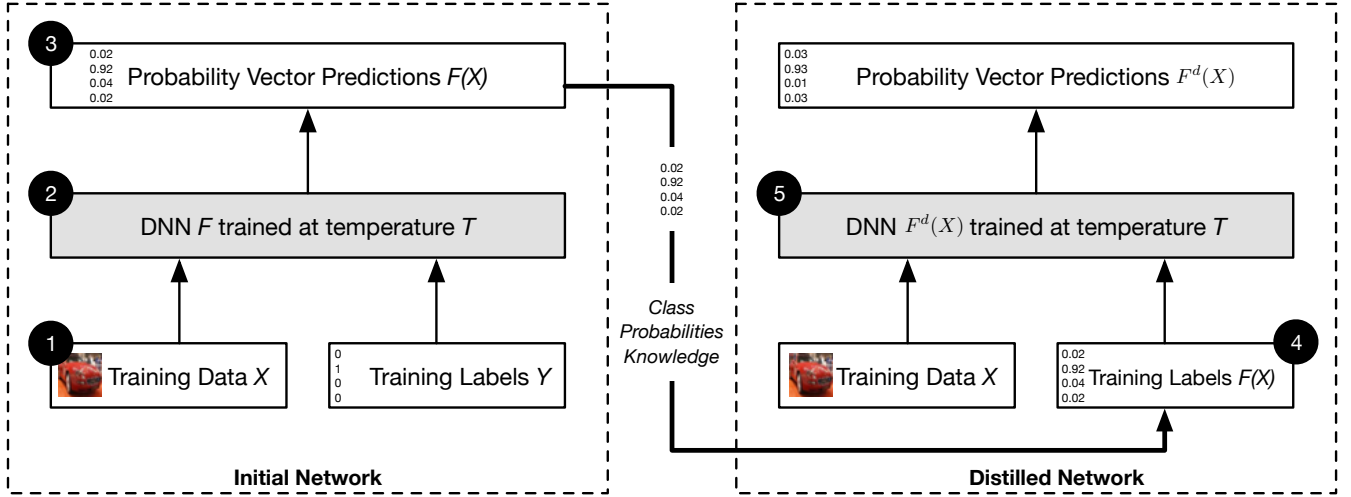 3
0.02
0.92
0.04
0.02
Probability Vector Predictions F(X)
2
DNN F trained at temperature T
1
Training Data X
0
1
0
0
Training Labels Y
Initial Network
0.02
0.92
0.04
0.02
Class
Probabilities
Knowledge
0.03
0.93
0.01
0.03
Probability Vector Predictions F^d(X)
5
DNN F^d(X) trained at temperature T
Training Data X
4
0.02
0.92
0.04
0.02
Training Labels F(X)
Distilled Network